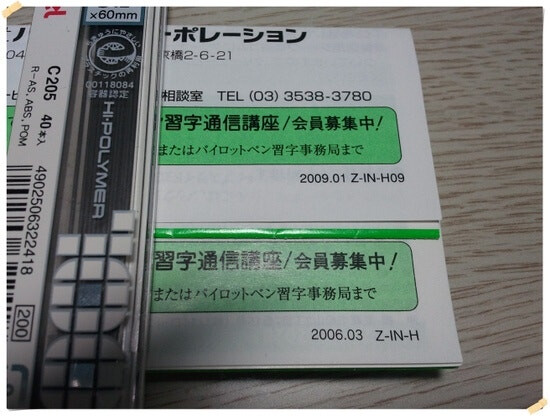 ×60mm
00118084
C205 40本入
R-AS, ABS, POM
HI-POLYMER
4902506322418
200
ーポレーション
京橋2-6-21
相談室 TEL (03) 3538-3780
習字通信講座/会員募集中!
またはパイロットペン習字事務局まで
2009.01 Z-IN-H09
習字通信講座/会員募集中!
またはパイロットペン習字事務局まで
2006.03 Z-IN-H